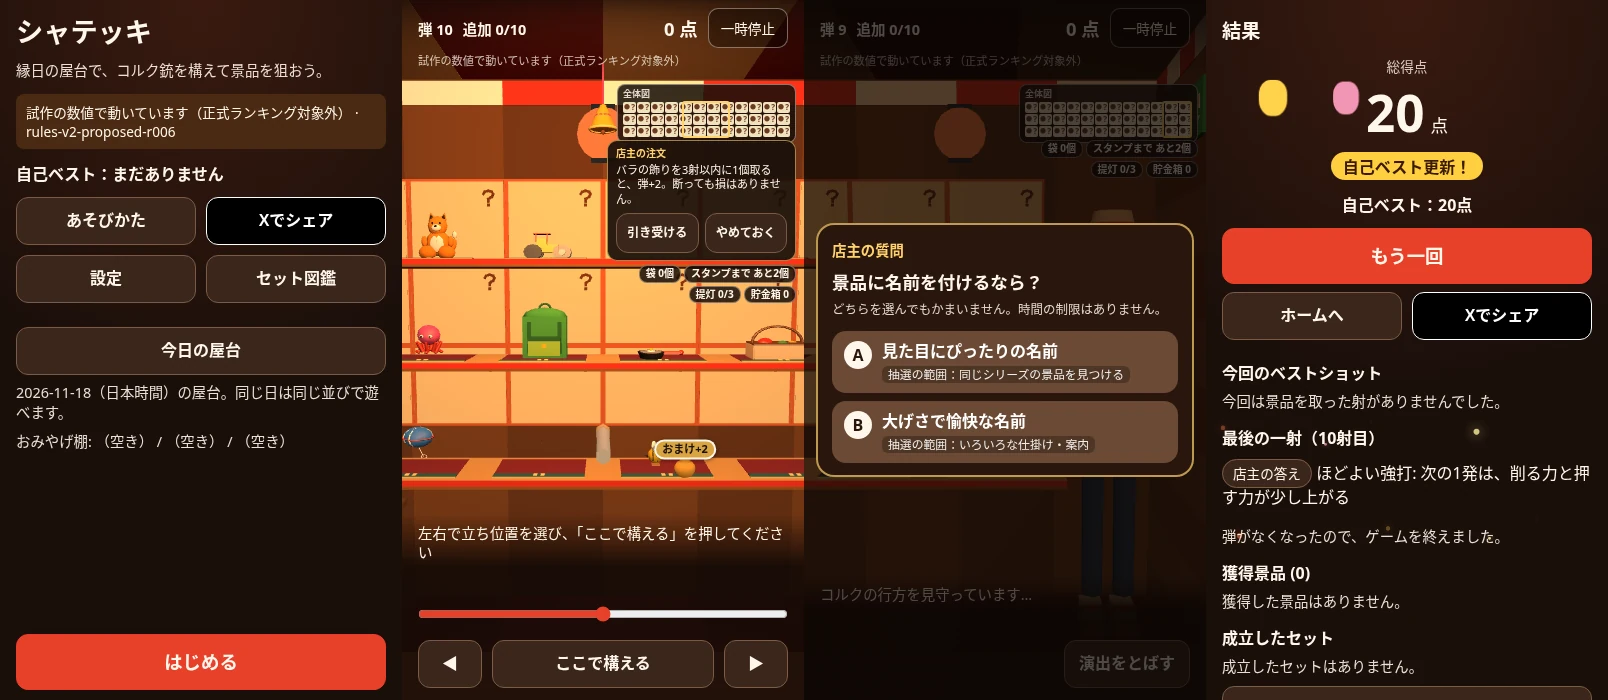 シャテッキ
縁日の屋台で、コルク銃を構えて景品を狙おう。
試作の数値で動いています（正式ランキング対象外）・
rules-v2-proposed-r006
自己ベスト：まだありません
あそびかた
Xでシェア
設定
セット図鑑
今日の屋台
2026-11-18（日本時間）の屋台。同じ日は同じ並びで遊
べます。
おみやげ棚: （空き） / （空き） / （空き）
はじめる
弾 10 追加 0/10
0 点
一時停止
試作の数値で動いています（正式ランキング対象外）
全体図
店主の注文
バラの飾りを3射以内に1個取る
と、弾+2。断っても損はありませ
ん。
引き受ける
やめておく
袋 0個
スタンプまで あと2個
提灯 0/3
貯金箱 0
?
?
?
?
おまけ+2
左右で立ち位置を選び、「ここで構える」を押してくださ
い
◀
ここで構える
▶
弾 9 追加 0/10
0 点
一時停止
試作の数値で動いています（正式ランキング対象外）
全体図
袋 0個
スタンプまで あと2個
提灯 0/3
貯金箱 0
?
?
?
店主の質問
景品に名前を付けるなら？
どちらを選んでもかまいません。時間の制限はありません。
A
見た目にぴったりの名前
抽選の範囲：同じシリーズの景品を見つける
B
大げさで愉快な名前
抽選の範囲：いろいろな仕掛け・案内
コルクの行方を見守っています…
演出をとばす
結果
総得点
20 点
自己ベスト更新！
自己ベスト：20点
もう一回
ホームへ
Xでシェア
今回のベストショット
今回は景品を取った射がありませんでした。
最後の一射（10射目）
店主の答え ほどよい強打: 次の1発は、削る力と押
す力が少し上がる
弾がなくなったので、ゲームを終えました。
獲得景品 (0)
獲得した景品はありません。
成立したセット
成立したセットはありません。